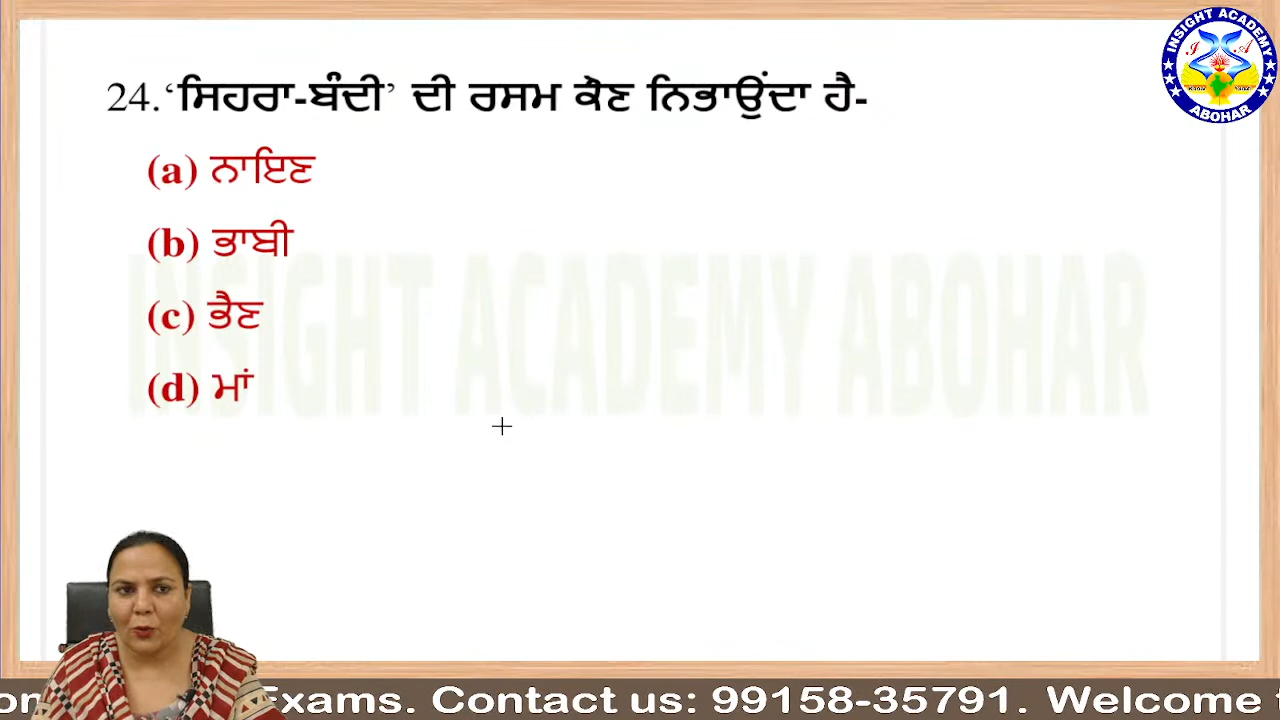 24.‘ਸਿਹਰਾ-ਬੰਦੀ’ ਦੀ ਰਸਮ ਕੌਣ ਨਿਭਾਉਂਦਾ ਹੈ-
(a) ਨਾਇਣ
(b) ਭਾਬੀ
(c) ਭੈਣ
(d) ਮਾਂ
INSIGHT ACADEMY ABOHAR
INSIGHT ACADEMY
I A
ABOHAR
Exams. Contact us: 99158-35791. Welcome